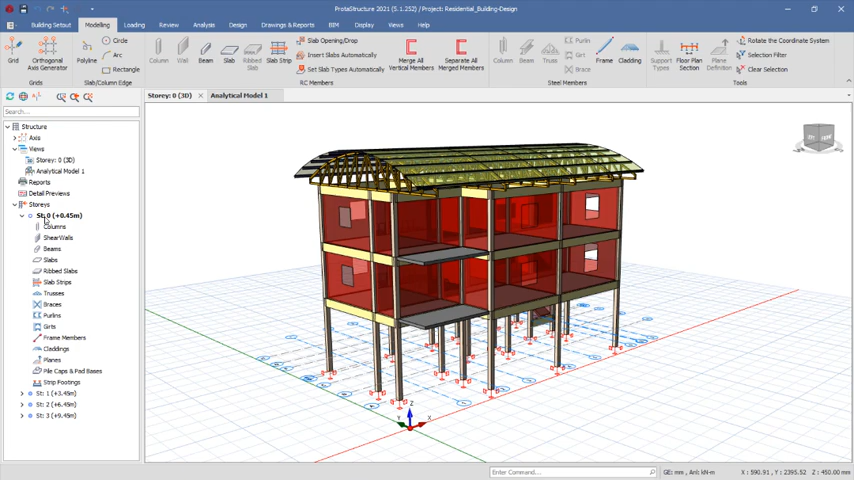 ProtaStructure 2021 (5.1.232) / Project: Residential_Building-Design
Building Setout
Modelling
Loading
Review
Analysis
Design
Drawings & Reports
BIM
Display
Views
Help
Grid
Orthogonal
Axis Generator
Grids
Polyline
Circle
Arc
Rectangle
Slab/Column Edge
Column
Wall
Beam
Slab
Ribbed
Slab
Slab Strip
Slab Opening/Drop
Insert Slabs Automatically
Set Slab Types Automatically
RC Members
Merge All
Vertical Members
Separate All
Merged Members
Column
Beam
Truss
Purlin
Girt
Brace
Frame
Cladding
Steel Members
Support
Types
Floor Plan
Section
Plane
Definition
Rotate the Coordinate System
Selection Filter
Clear Selection
Tools
Storey: 0 (3D)
Analytical Model 1
Search...
Structure
Axis
Views
Storey: 0 (3D)
Analytical Model 1
Reports
Detail Previews
Storeys
St: 0 (+0.45m)
Columns
ShearWalls
Beams
Slabs
Ribbed Slabs
Slab Strips
Trusses
Braces
Purlins
Girts
Frame Members
Claddings
Planes
Pile Caps & Pad Bases
Strip Footings
St: 1 (+3.45m)
St: 2 (+6.45m)
St: 3 (+9.45m)
Z
Y
X
Enter Command....
GE: mm , Anl: kN-m
X : 590.91 , Y : 2395.52
Z : 450.00 mm